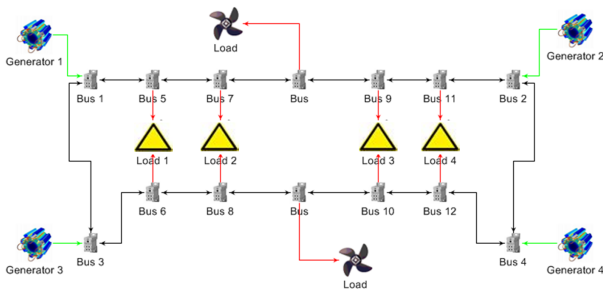 Load
Generator 1
Generator 2
Bus 1
Bus 5
Bus 7
Bus
Bus 9
Bus 11
Bus 2
Load 1
Load 2
Load 3
Load 4
Bus 6
Bus 8
Bus
Bus 10
Bus 12
Generator 3
Bus 3
Bus 4
Generator 4
Load